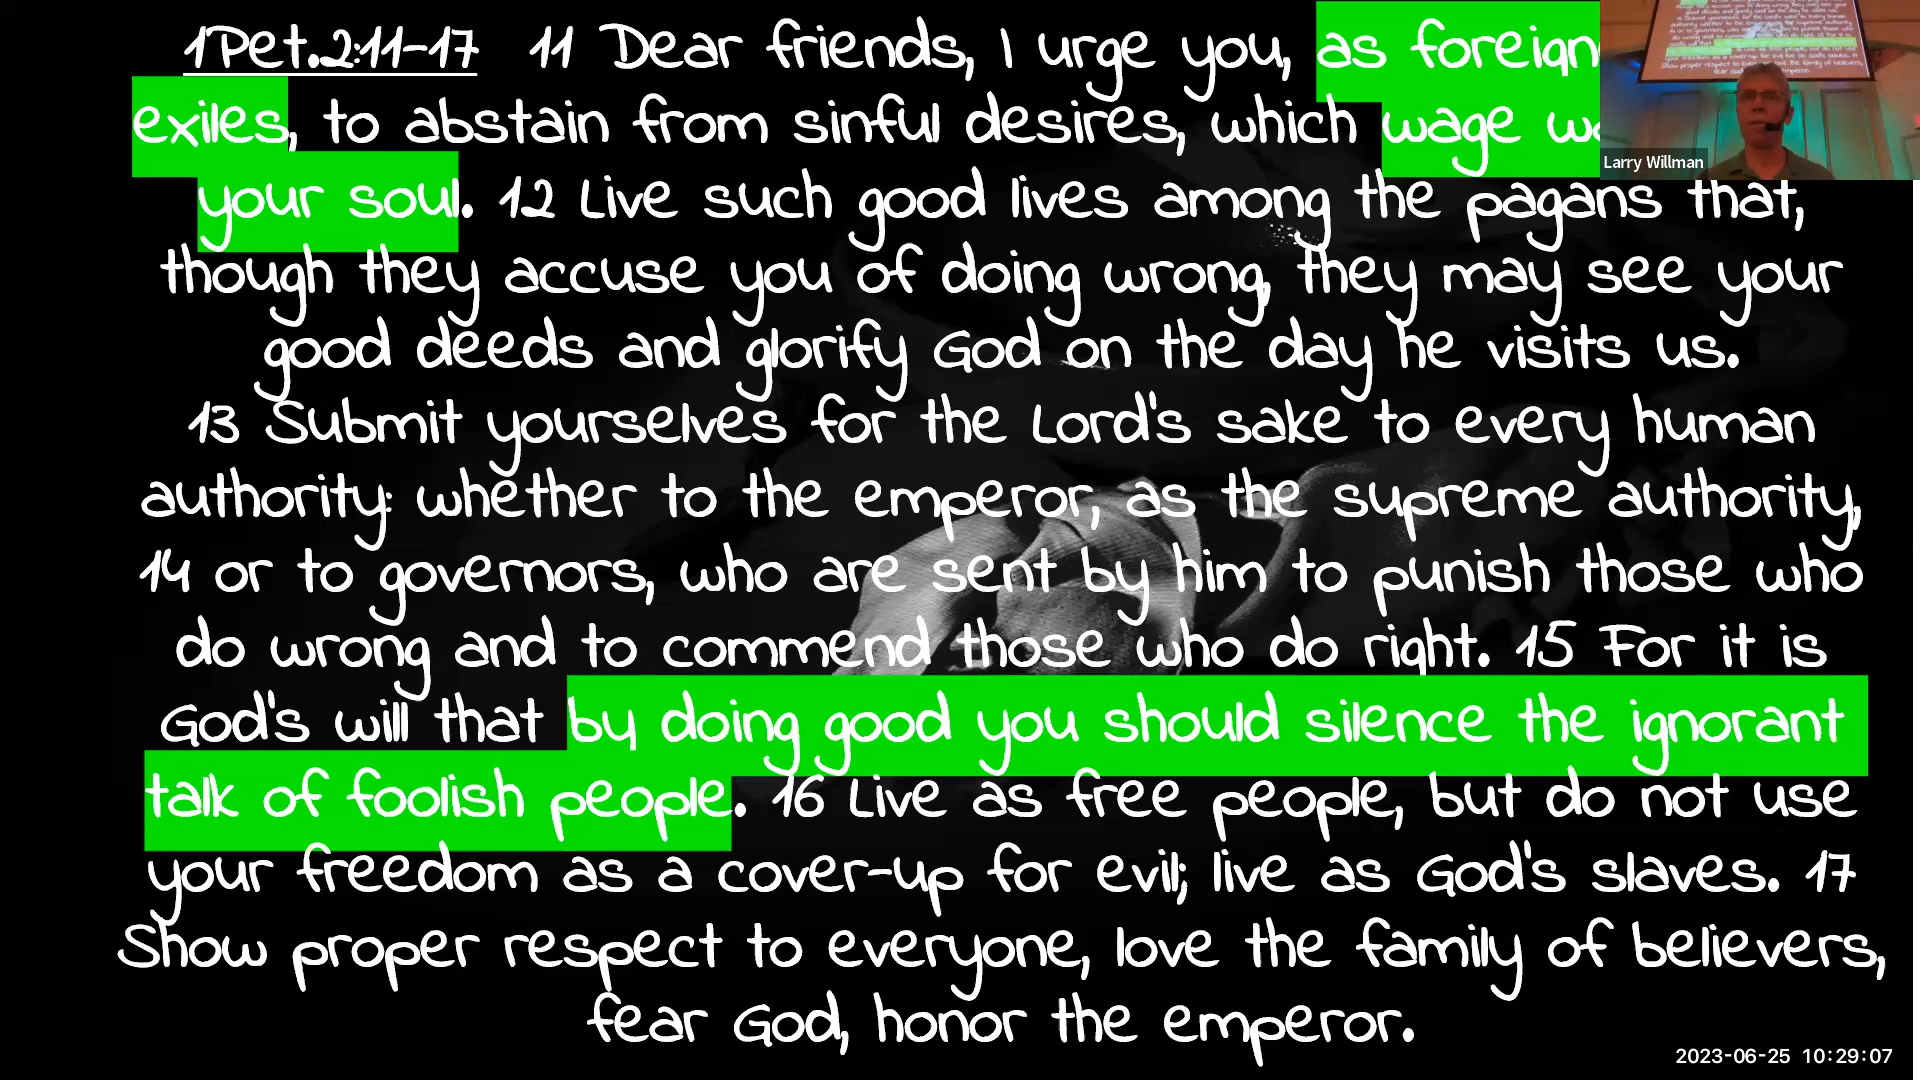 1Pet.2:11-17 11 Dear friends, I urge you, as foreign
exiles, to abstain from sinful desires, which wage
your soul. 12 Live such good lives among the pagans that,
though they accuse you of doing wrong, they may see your
good deeds and glorify God on the day he visits us.
13 Submit yourselves for the Lord's sake to every human
authority: whether to the emperor, as the supreme authority,
14 or to governors, who are sent by him to punish those who
do wrong and to commend those who do right. 15 For it is
God's will that by doing good you should silence the ignorant
talk of foolish people. 16 Live as free people, but do not use
your freedom as a cover-up for evil; live as God's slaves. 17
Show proper respect to everyone, love the family of believers,
fear God, honor the emperor.
Larry Willman
2023-06-25 10:29:07